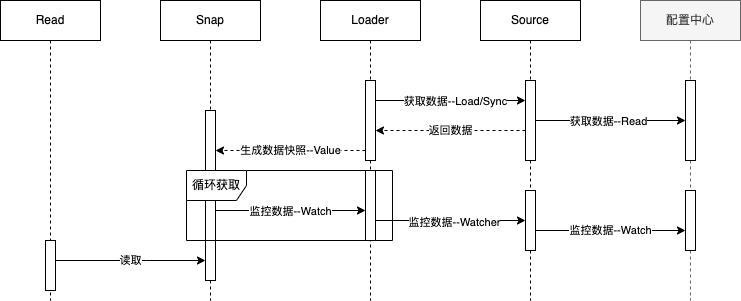 Read
Snap
Loader
Source
配置中心
获取数据--Load/Sync
获取数据--Read
返回数据
生成数据快照--Value
循环获取
监控数据--Watch
监控数据--Watcher
监控数据--Watch
读取